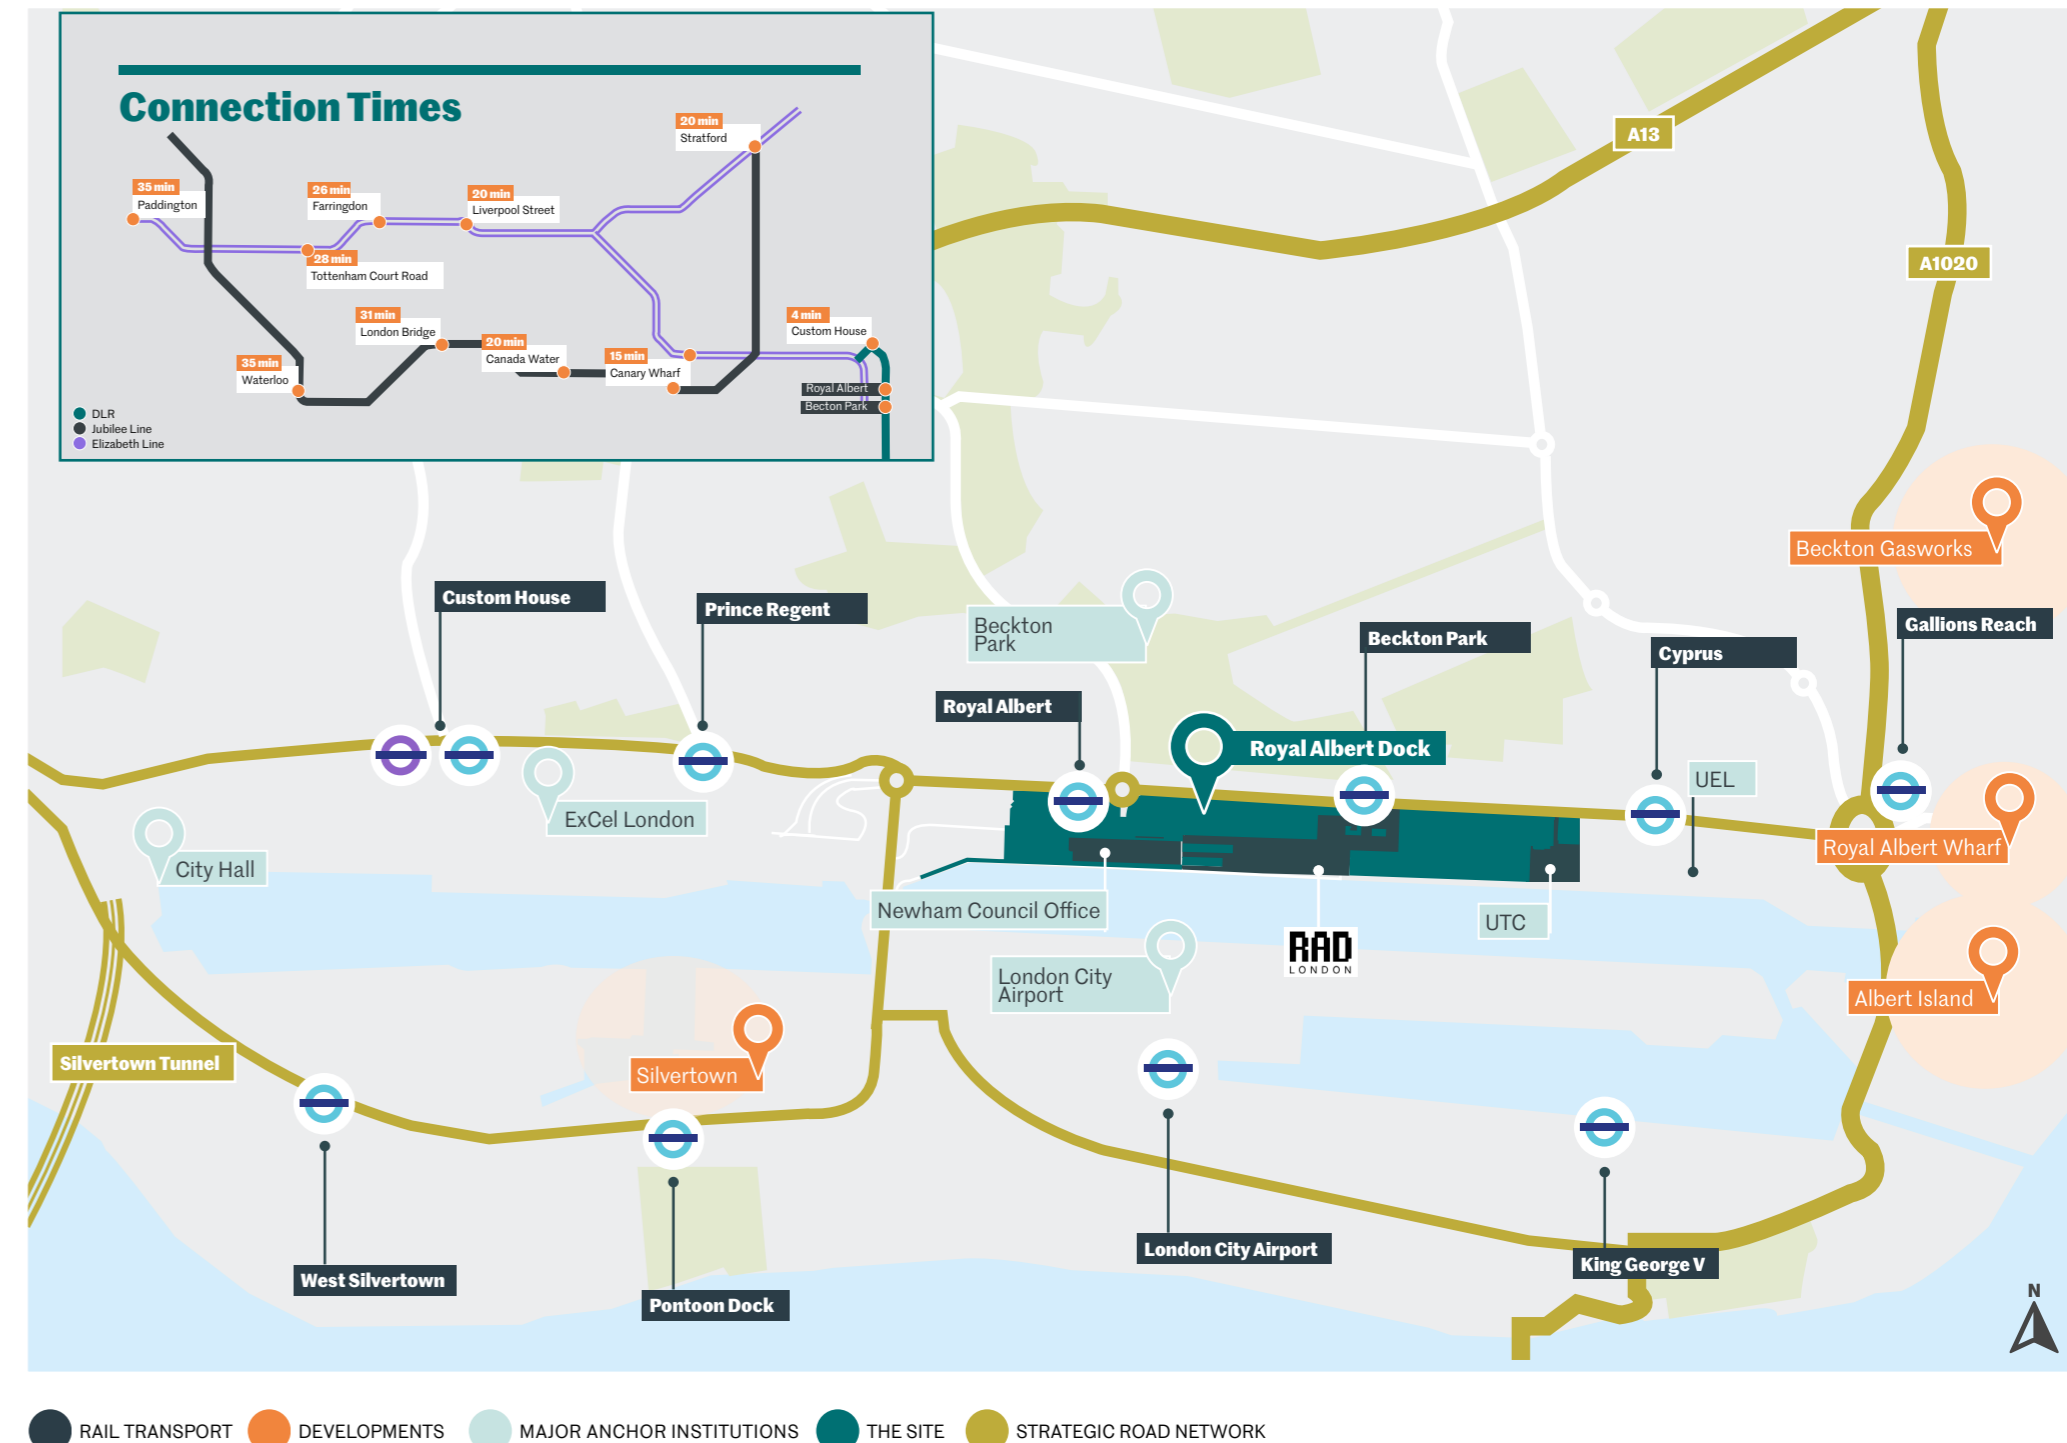 Connection Times
20 min
Stratford
35 min
Paddington
26 min
Farringdon
20 min
Liverpool Street
28 min
Tottenham Court Road
31 min
London Bridge
20 min
Canada Water
15 min
Canary Wharf
4 min
Custom House
35 min
Waterloo
Royal Albert
Becton Park
DLR
Jubilee Line
Elizabeth Line
A13
A1020
Beckton Gasworks
Custom House
Prince Regent
Beckton
Park
Beckton Park
Gallions Reach
Cyprus
Royal Albert
Royal Albert Dock
UEL
ExCel London
City Hall
Royal Albert Wharf
Newham Council Office
UTC
RAD
LONDON
London City
Airport
Albert Island
Silvertown Tunnel
Silvertown
London City Airport
King George V
West Silvertown
Pontoon Dock
N
RAIL TRANSPORT
DEVELOPMENTS
MAJOR ANCHOR INSTITUTIONS
THE SITE
STRATEGIC ROAD NETWORK